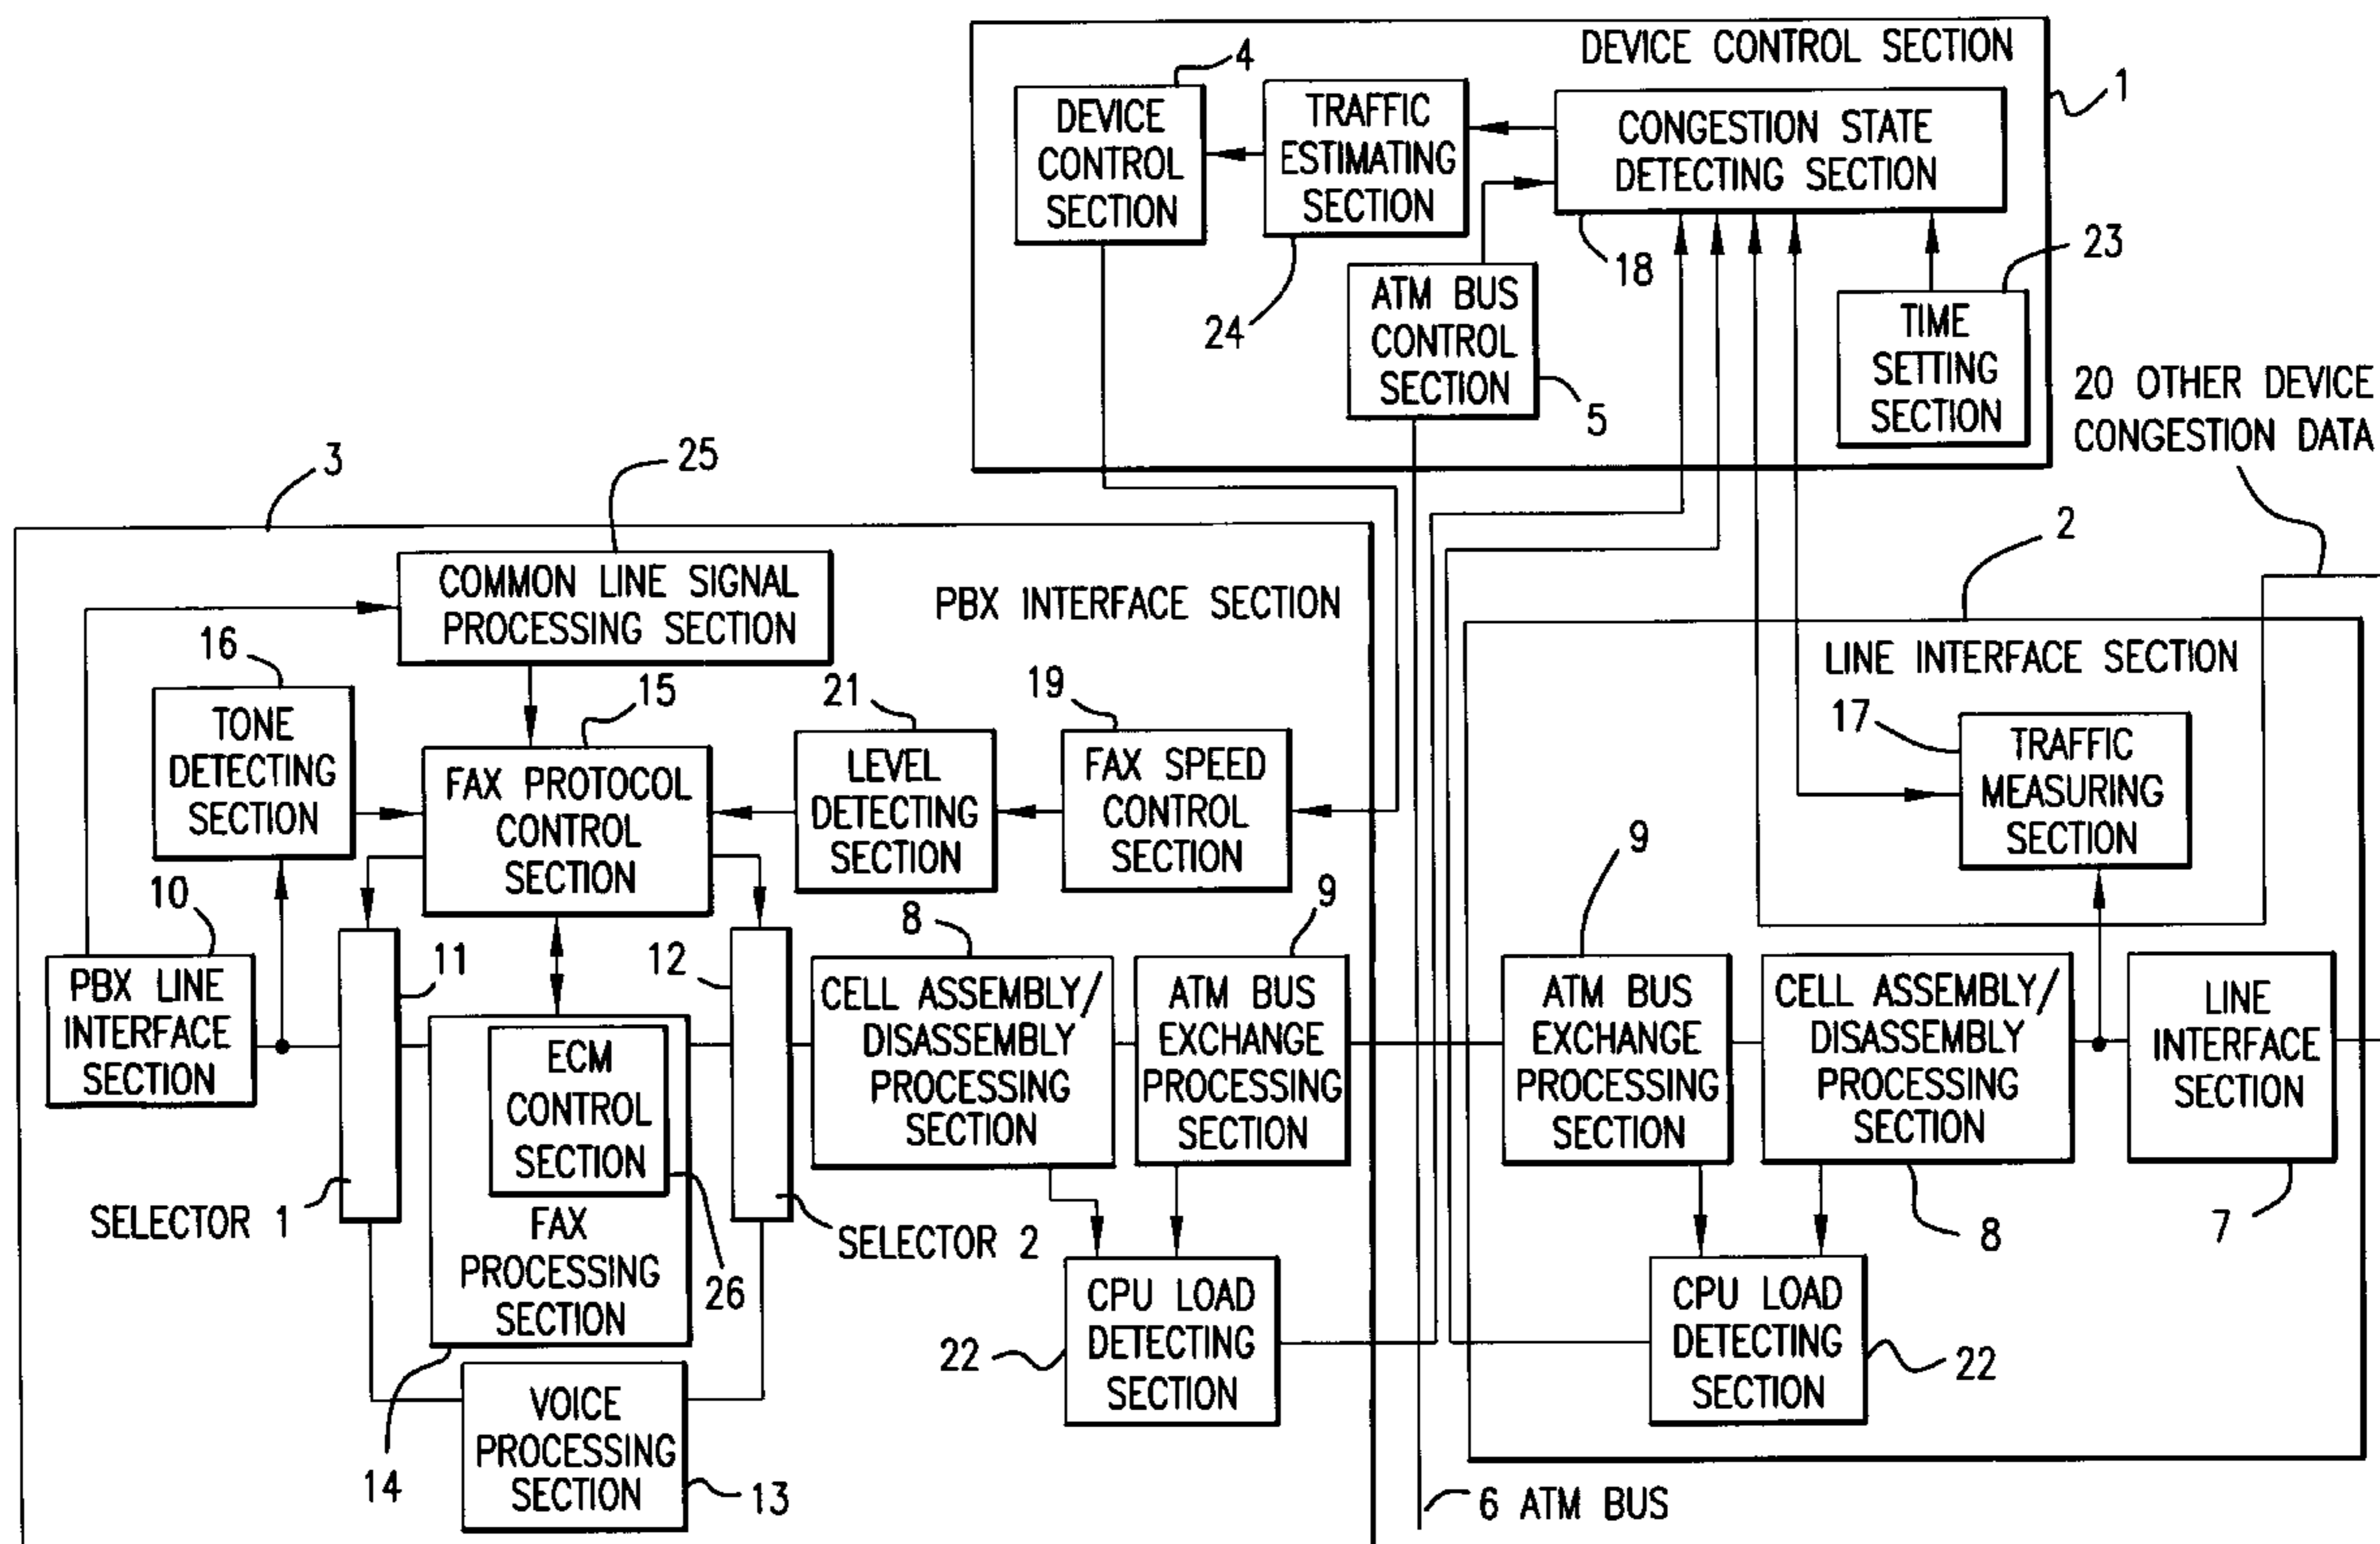 DEVICE CONTROL SECTION
1
4
DEVICE
CONTROL
SECTION
TRAFFIC
ESTIMATING
SECTION
24
CONGESTION STATE
DETECTING SECTION
18
ATM BUS
CONTROL
SECTION
5
23
TIME
SETTING
SECTION
20 OTHER DEVICE
CONGESTION DATA
3
25
COMMON LINE SIGNAL
PROCESSING SECTION
PBX INTERFACE SECTION
16
TONE
DETECTING
SECTION
15
FAX PROTOCOL
CONTROL
SECTION
21
LEVEL
DETECTING
SECTION
19
FAX SPEED
CONTROL
SECTION
10
PBX LINE
INTERFACE
SECTION
11
SELECTOR 1
ECM
CONTROL
SECTION
26
FAX
PROCESSING
SECTION
14
12
SELECTOR 2
VOICE
PROCESSING
SECTION
13
8
CELL ASSEMBLY/
DISASSEMBLY
PROCESSING
SECTION
9
ATM BUS
EXCHANGE
PROCESSING
SECTION
22
CPU LOAD
DETECTING
SECTION
6 ATM BUS
2
LINE INTERFACE SECTION
17
TRAFFIC
MEASURING
SECTION
9
ATM BUS
EXCHANGE
PROCESSING
SECTION
CELL ASSEMBLY/
DISASSEMBLY
PROCESSING
SECTION
8
LINE
INTERFACE
SECTION
7
CPU LOAD
DETECTING
SECTION
22